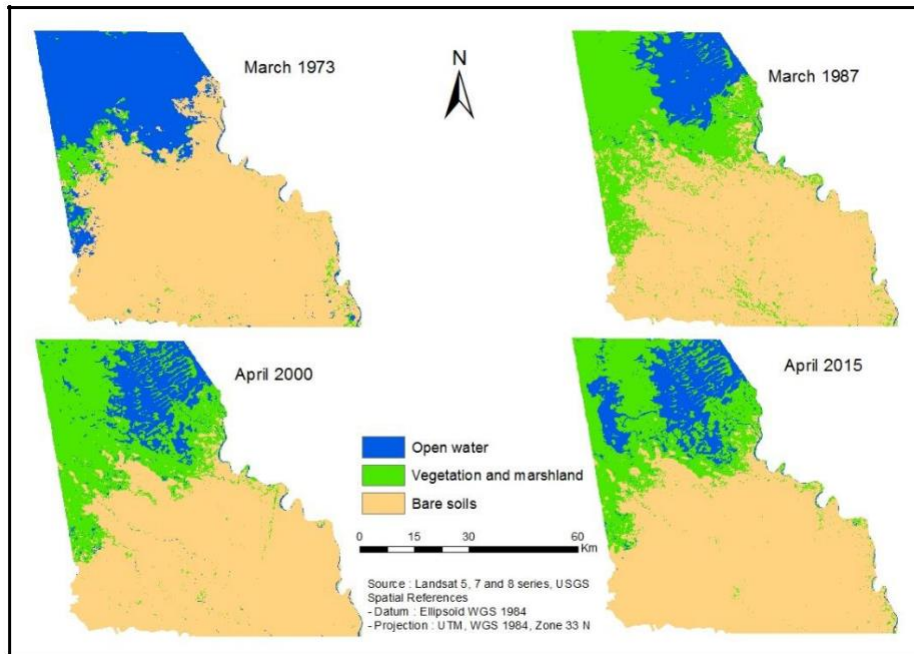 March 1973
N
March 1987
April 2000
April 2015
Open water
Vegetation and marshland
Bare soils
0 15 30 60
Km
Source : Landsat 5, 7 and 8 series, USGS
Spatial References
- Datum : Ellipsoid WGS 1984
- Projection : UTM, WGS 1984, Zone 33 N